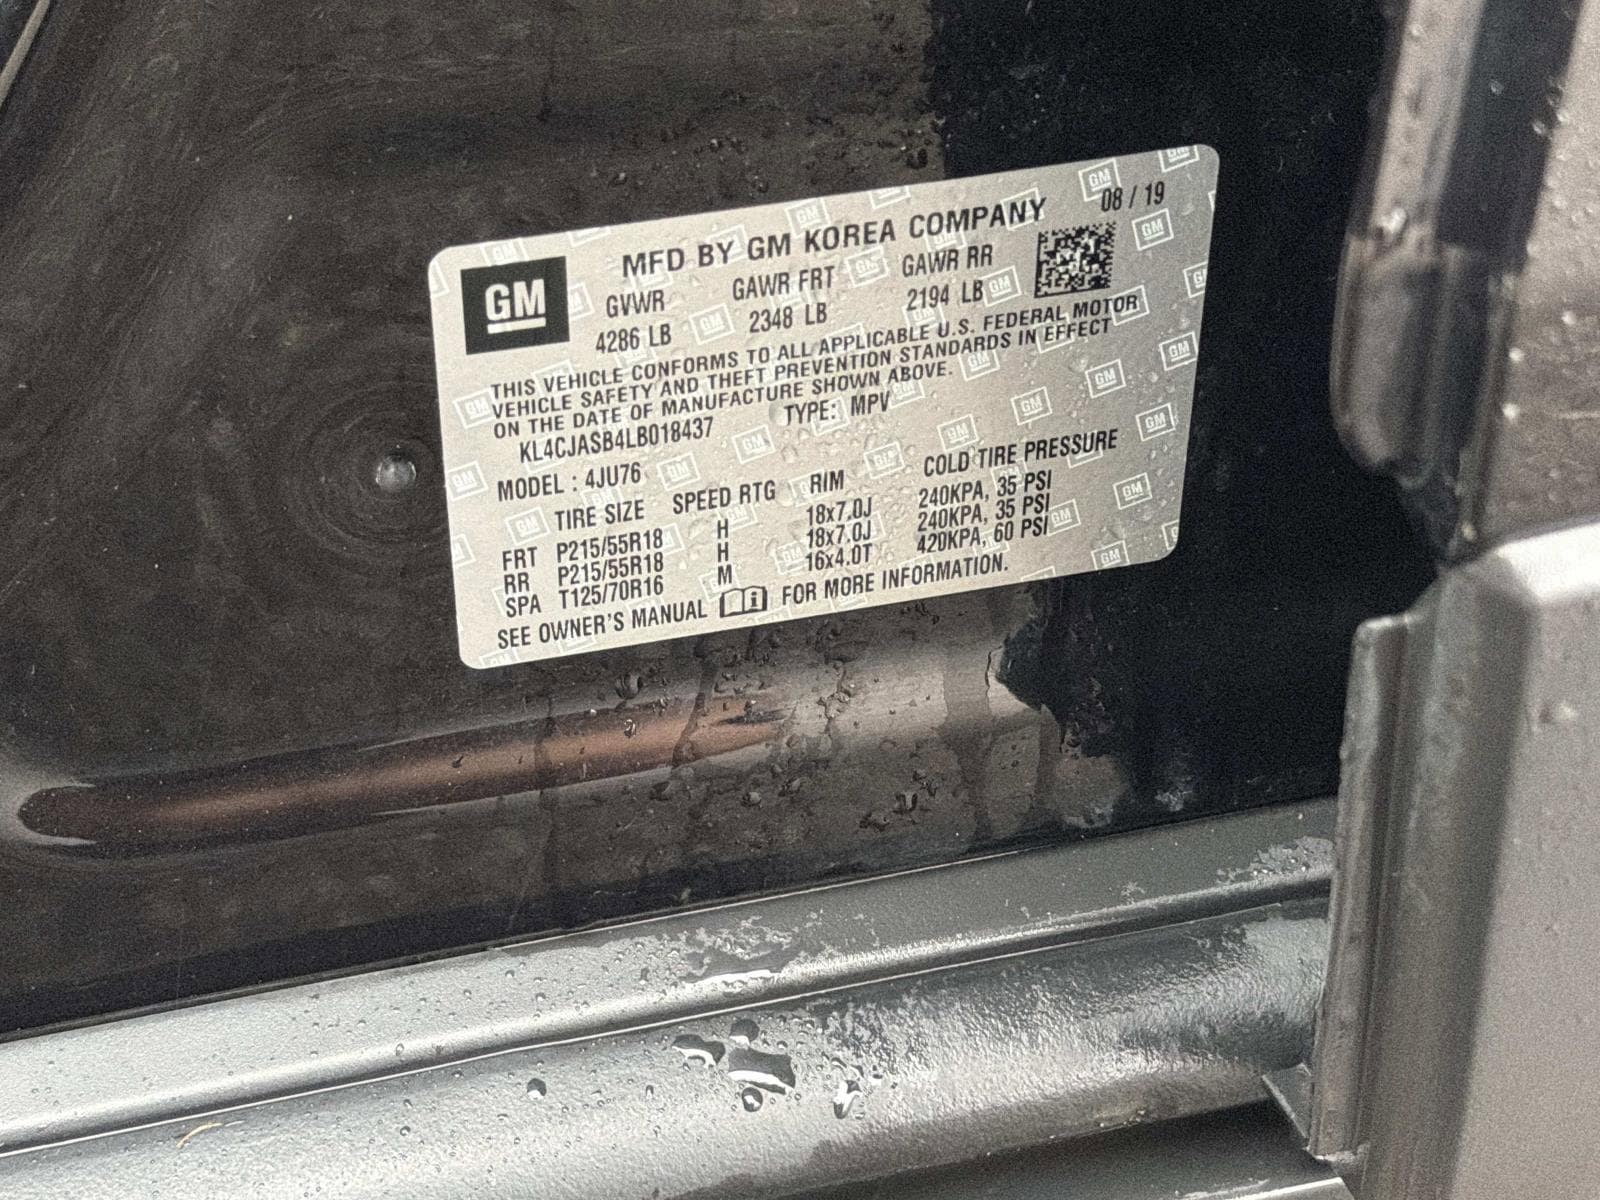 MFD BY GM KOREA COMPANY 08 / 19
GM
GVWR GAWR FRT GAWR RR
4286 LB 2348 LB 2194 LB
THIS VEHICLE CONFORMS TO ALL APPLICABLE U.S. FEDERAL MOTOR
VEHICLE SAFETY AND THEFT PREVENTION STANDARDS IN EFFECT
ON THE DATE OF MANUFACTURE SHOWN ABOVE.
KL4CJASB4LB018437 TYPE: MPV
MODEL : 4JU76
TIRE SIZE SPEED RTG RIM COLD TIRE PRESSURE
FRT P215/55R18 H 18x7.0J 240KPA, 35 PSI
RR P215/55R18 H 18x7.0J 240KPA, 35 PSI
SPA T125/70R16 M 16x4.0T 420KPA, 60 PSI
SEE OWNER'S MANUAL FOR MORE INFORMATION.